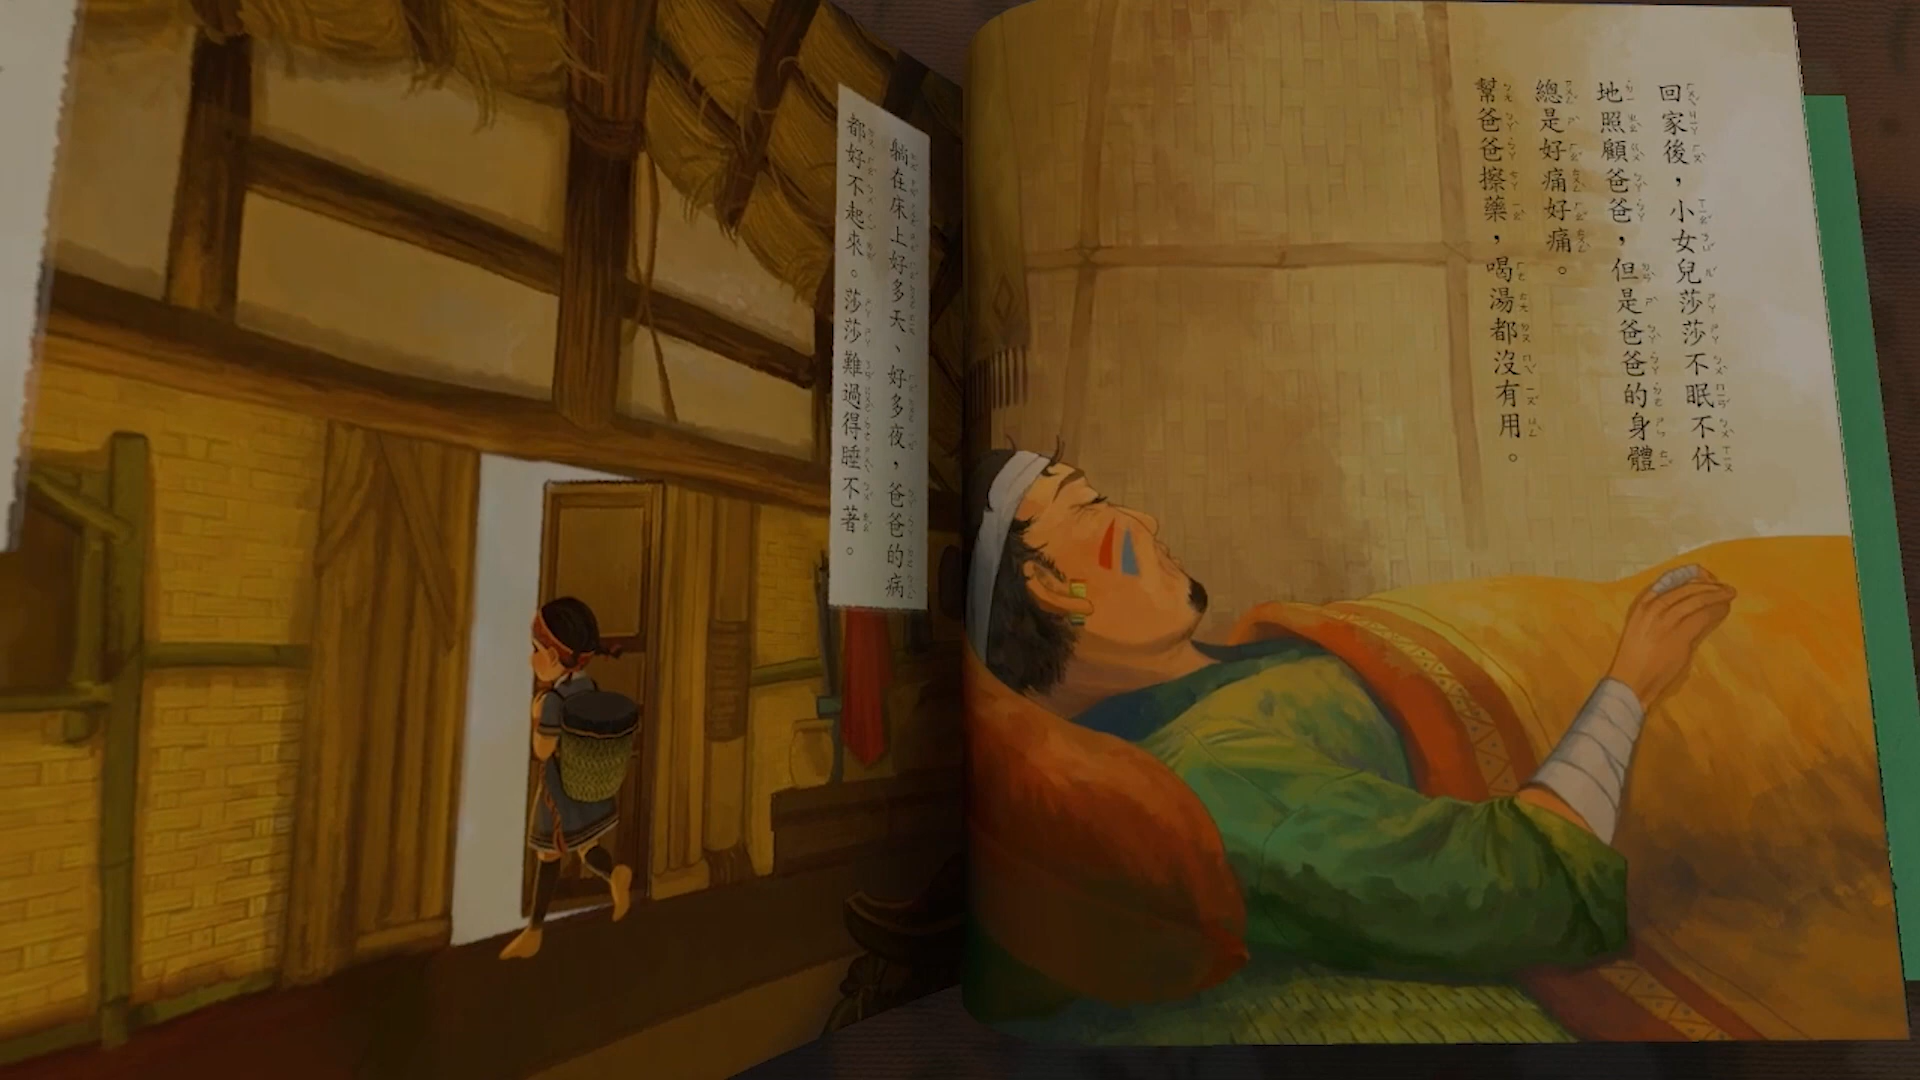 回家後，小女兒莎莎不眠不休
地照顧爸爸，但是爸爸的身體
總是好痛好痛。
幫爸爸擦藥，喝湯都沒有用。
躺在床上好多天、好多夜，爸爸的病
都好不起來。莎莎難過得睡不著。